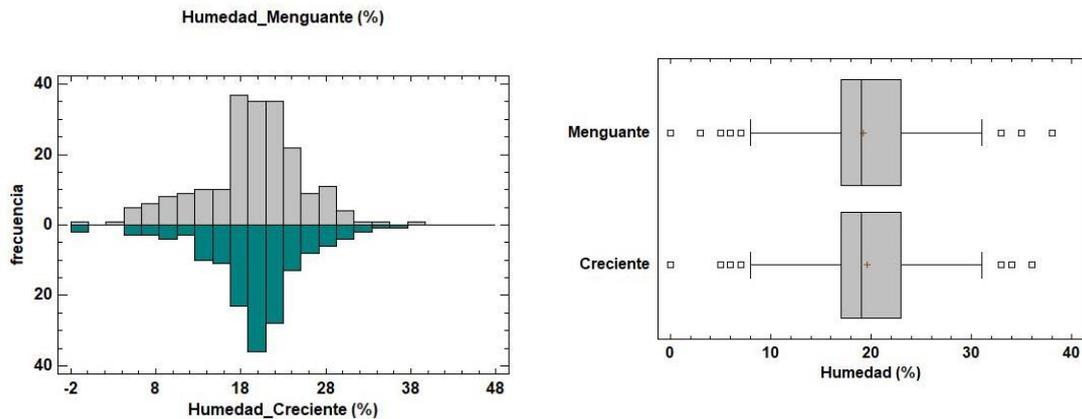 Humedad_Menguante (%)
frecuencia
40
20
0
20
40
-2 8 18 28 38 48
Humedad_Creciente (%)
Menguante
Creciente
0 10 20 30 40
Humedad (%)